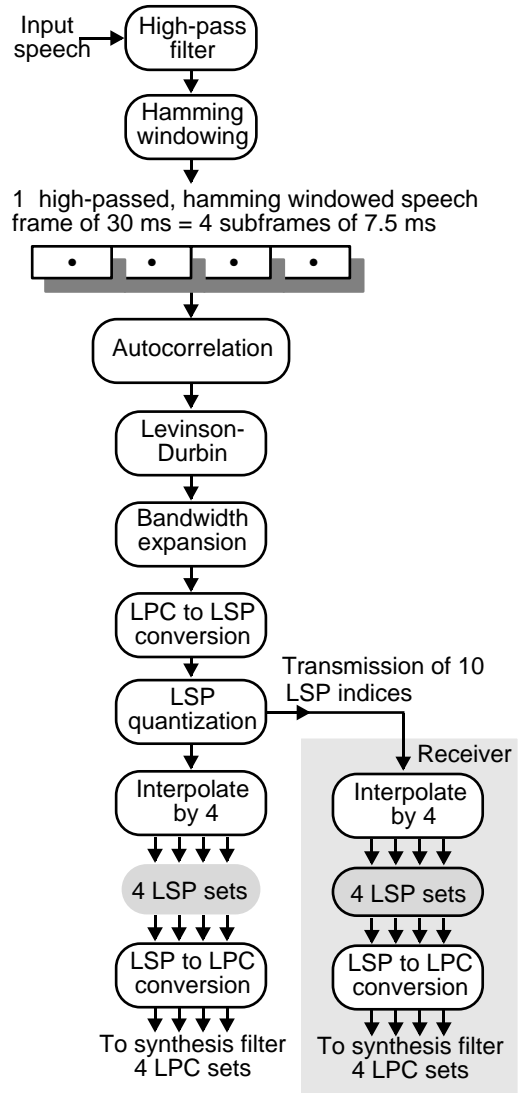 Input
speech
High-pass
filter
Hamming
windowing
1 high-passed, hamming windowed speech
frame of 30 ms = 4 subframes of 7.5 ms
Autocorrelation
Levinson-
Durbin
Bandwidth
expansion
LPC to LSP
conversion
LSP
quantization
Transmission of 10
LSP indices
Receiver
Interpolate
by 4
4 LSP sets
LSP to LPC
conversion
To synthesis filter
4 LPC sets
Interpolate
by 4
4 LSP sets
LSP to LPC
conversion
To synthesis filter
4 LPC sets